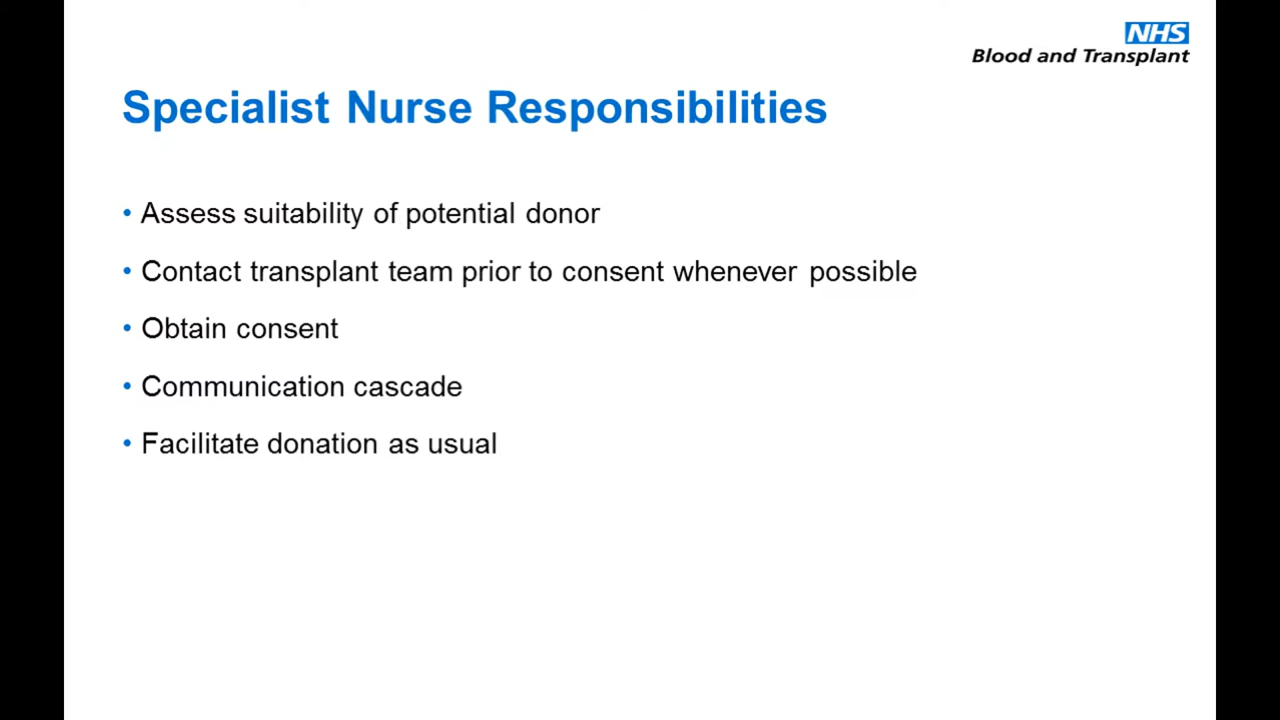 NHS
Blood and Transplant
Specialist Nurse Responsibilities
• Assess suitability of potential donor
• Contact transplant team prior to consent whenever possible
• Obtain consent
• Communication cascade
• Facilitate donation as usual